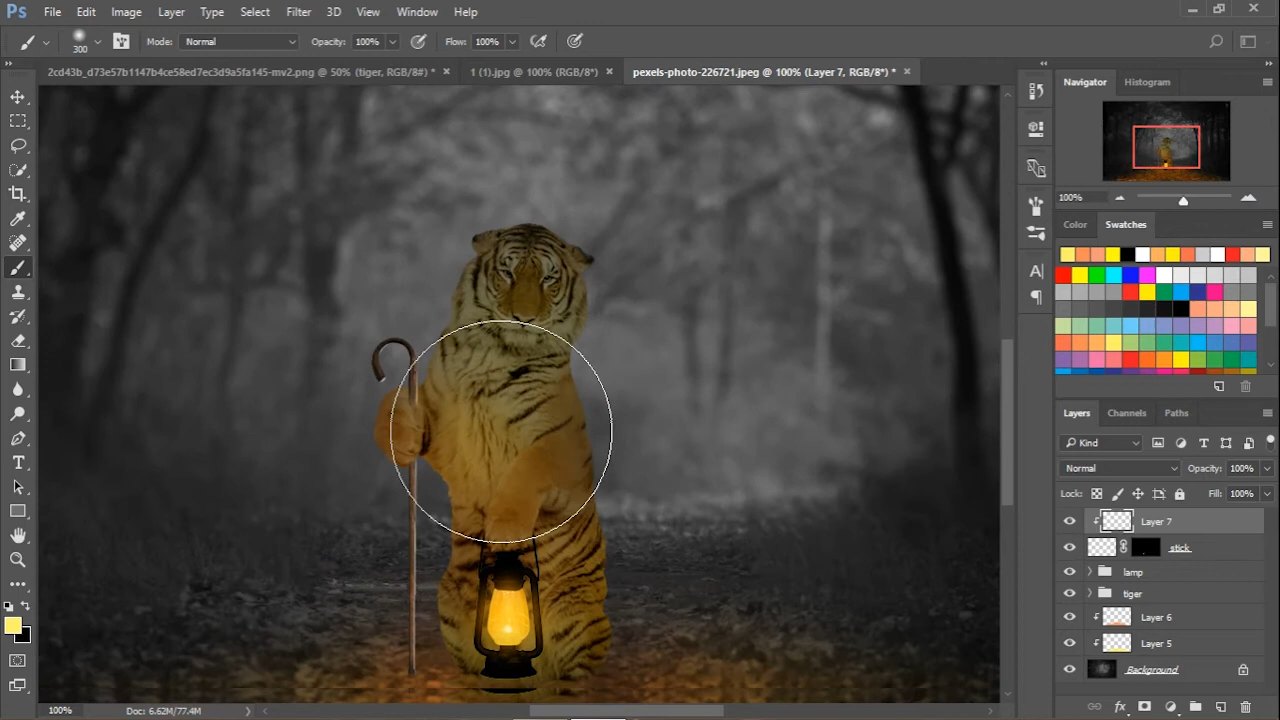 Ps File Edit Image Layer Type Select Filter 3D View Window Help
300 Mode: Normal Opacity: 100% Flow: 100%
2cd43b_d73e57b1147b4ce58ed7ec3d9a5fa145-mv2.png @ 50% (tiger, RGB/8#) * × 1 (1).jpg @ 100% (RGB/8*) × pexels-photo-226721.jpeg @ 100% (Layer 7, RGB/8*) * ×
Navigator Histogram
100%
Color Swatches
Layers Channels Paths
Kind
Normal Opacity: 100%
Lock: Fill: 100%
Layer 7
stick
lamp
tiger
Layer 6
Layer 5
Background
100% Doc: 6.62M/77.4M